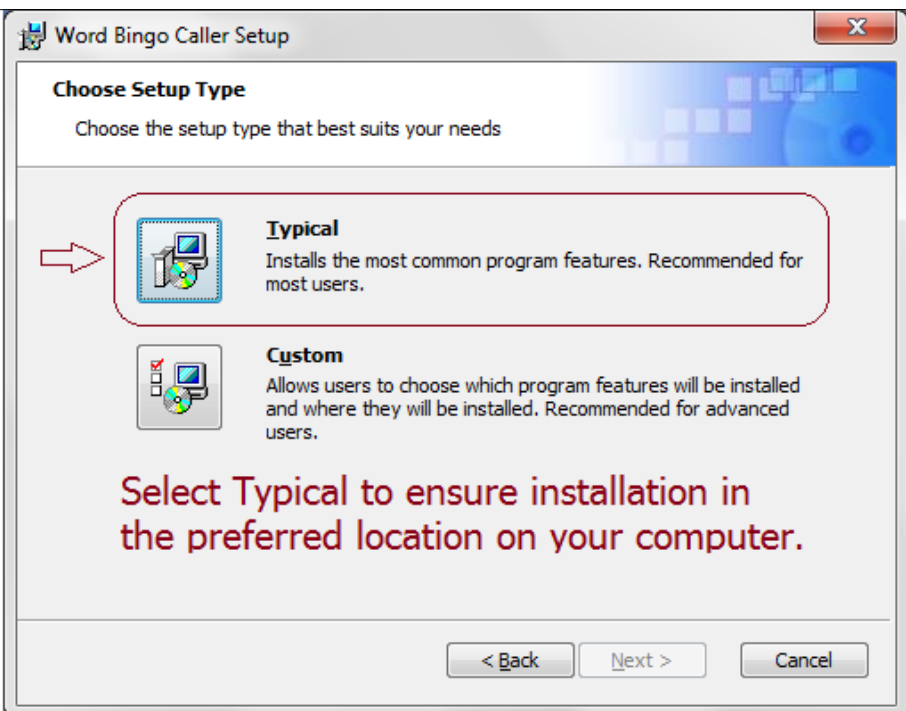 Word Bingo Caller Setup
Choose Setup Type
Choose the setup type that best suits your needs
Typical
Installs the most common program features. Recommended for
most users.
Custom
Allows users to choose which program features will be installed
and where they will be installed. Recommended for advanced
users.
Select Typical to ensure installation in
the preferred location on your computer.
< Back Next > Cancel